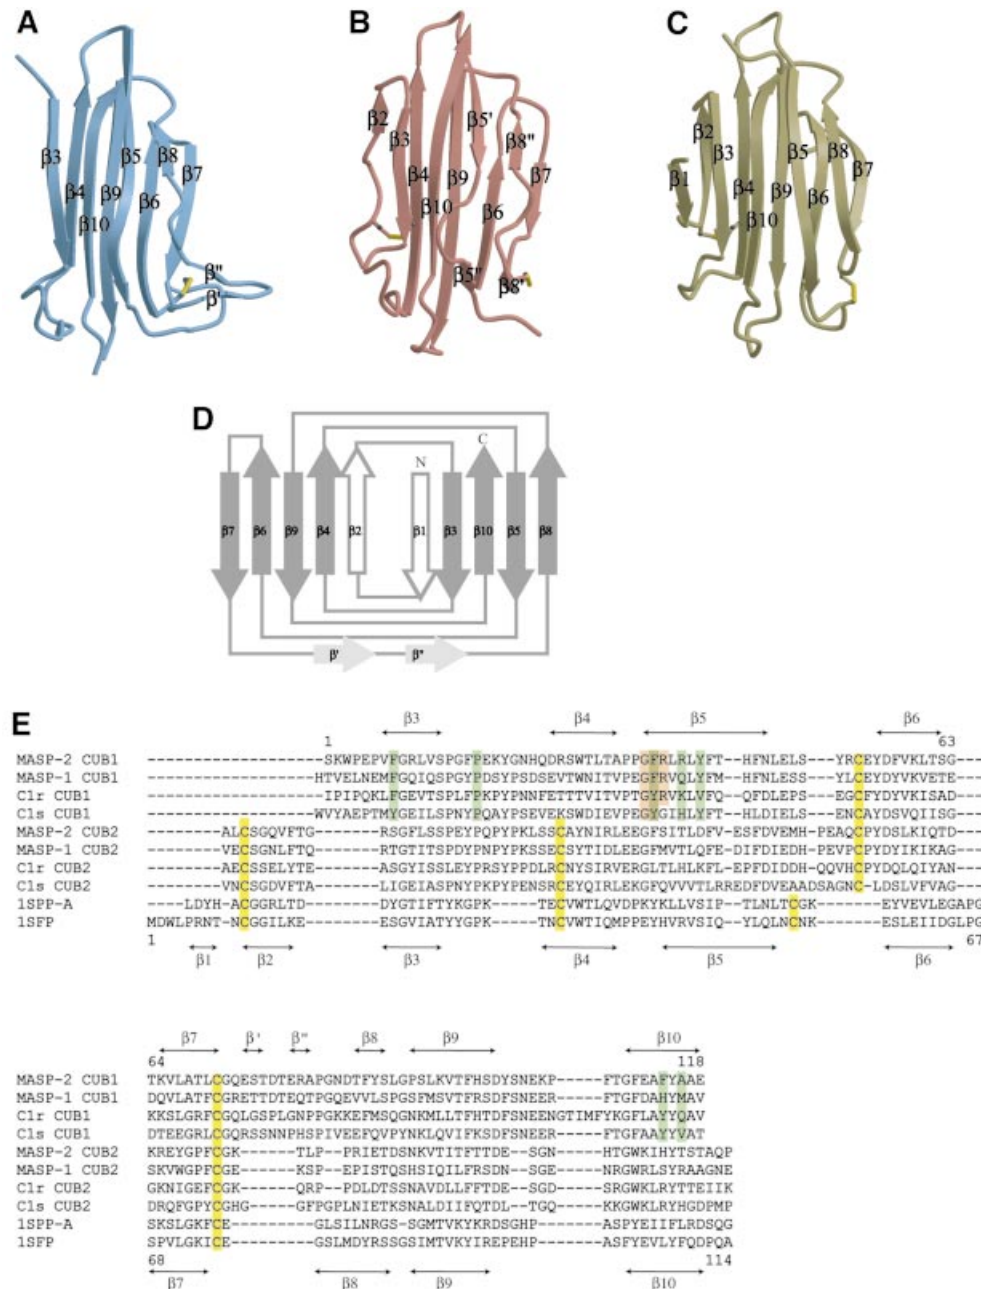 A
B
C
β3
β4
β10
β9
β5
β8
β7
β6
β"
β'
β2
β3
β4
β10
β9
β5'
β8"
β7
β6
β5"
β8'
β1
β2
β3
β4
β10
β9
β5
β8
β7
β6
D
N
C
β7
β6
β9
β4
β2
β1
β3
β10
β5
β8
β'
β"
E
β3 β4 β5 β6
1 63
MASP-2 CUB1 -----------------SKWPEPVFGRLVSPGFPEKYGNHQDRSWTLTAPEGFRLRLYFT--HFNLELS---YRCEYDFVKLTSG
MASP-1 CUB1 ----------------HTVELNEMFGQIQSPGYPDSYPSDSEVTWNITVPEGFRVQLYFM--HFNLESS---YLCEYDYVKVETE
C1r CUB1 ----------------IPIPQKLFGEVTSPLFPKPYPNNFETTTVITVPTGYRVKLVFQ--QFDLEPS---EGCFYDYVKISAD
C1s CUB1 ----------------WVYAEPTMYGEILSPNYPQAYPSEVEKSWDIEVPEGYGIHLYFT--HLDIELS---ENCAYDSVQIISG
MASP-2 CUB2 -------ALCSGQVFTG------RSGFLSSPEYPQPYPKLSSCAYNIRLEEGFSITLDFV-ESFDVEMH-PEAQCPYDSLKIQTD
MASP-1 CUB2 -------VECSGNLFTQ------RTGTITSPDYPNPYPKSSECSYTIDLEEGFMVTLQFE-DIFDIEDH-PEVPCPYDYIKIKVG
C1r CUB2 -------AECSSELYTE------ASGYISSLEYPRSYPPDLRCNYSIRVERGLTLHLKFL-EPFDIDDH-QQVHCPYDQLQIYAN
C1s CUB2 -------VNCSGDVFTA------LIGEIASPNYPKPYPENSRCEYQIRLEKGFQVVVTLRREDFDVEAADSAGNCLDSLVFVAG
1SPP-A ----LDYH-ACGGRLTD------DYGTIFTYKGPK---TECVWTLQVDPKYKLLVSIP--TLNLTCGK------EYVEVLEGAPG
1SFP MDWLPRNT-NCGGILKE------ESGVIATYYGPK---TNCVWTIQMPPEYHVRVSIQ--YLQLNCNK------ESLEIIDGLPG
1 67
β1 β2 β3 β4 β5 β6
β7 β' β" β8 β9 β10
64 118
MASP-2 CUB1 TKVLATLCGQESTDTERAPGNDTFYSLGPSLKVTFHSDYSNEKP-----FTGFEAFYAAE
MASP-1 CUB1 DQVLATFCGRETTDTEQTPGQEVVLSPGSFMSVTFRSDFSNEER-----FTGFDAHYMAV
C1r CUB1 KKSLGRFCGQLGSPLGNPPGKKEFMSQGNKMLLTFHTDFSNEENGTIMFYKGFLAYYQAV
C1s CUB1 DTEEGRLCGQRSSNNPHSPIVEEFQVPYNKLQVIFKSDFSNEER-----FTGFAAYYVAT
MASP-2 CUB2 KREYGPFCGK------TLP-PRIETDSNKVTITFTTDE--SGE------NHTGWKIHYTSTAQP
MASP-1 CUB2 SKVWGPFCGE------KSP-EPISTQSHSIQILFRSDN--SGE------NRGWRLSYRAAGNE
C1r CUB2 GKNIGEFCGK------QRP-PDLDTSSNAVDLLFFTDE--SGD------SRGWKLRYTTEIIK
C1s CUB2 DRQFGPYCGHG-----GFPGPLNIETKSNALDIIFQTDL--TGQ-----KKGWKLRYHGDPMP
1SPP-A SKSLGKFCE--------GLSILNRGS-SGMTVKYKRDSGHP-----ASPYEIIFLRDSQG
1SFP SPVLGKICE--------GSLMDYRSSGSIMTVKYIREPEHP-----ASFYEVLYFQDPQA
68 114
β7 β8 β9 β10